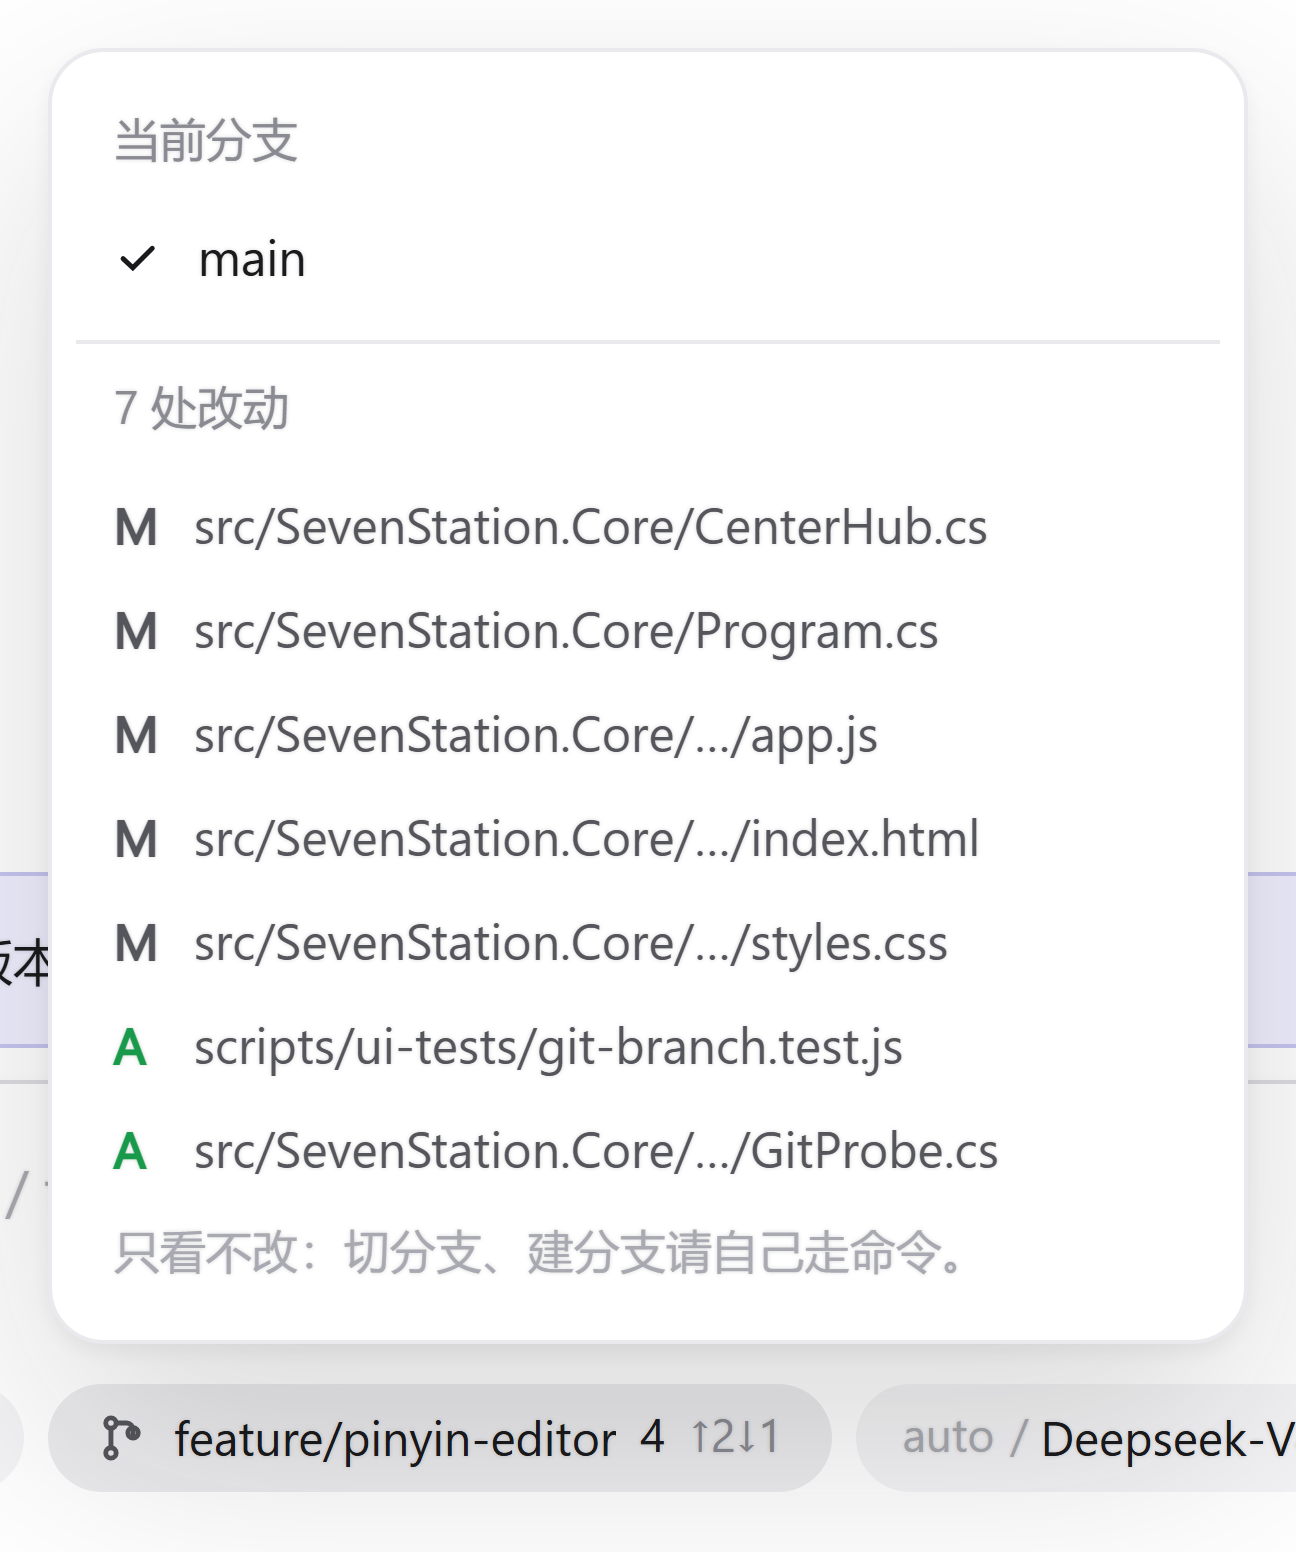 当前分支
main
7 处改动
M src/SevenStation.Core/CenterHub.cs
M src/SevenStation.Core/Program.cs
M src/SevenStation.Core/.../app.js
M src/SevenStation.Core/.../index.html
M src/SevenStation.Core/.../styles.css
A scripts/ui-tests/git-branch.test.js
A src/SevenStation.Core/.../GitProbe.cs
只看不改：切分支、建分支请自己走命令。
版本
/
feature/pinyin-editor 4 ↑2↓1
auto / Deepseek-V